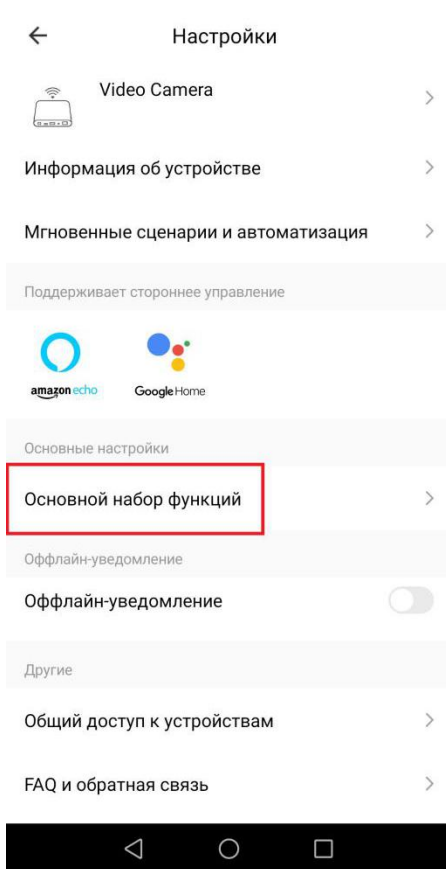 Настройки
Video Camera
Информация об устройстве
Мгновенные сценарии и автоматизация
Поддерживает стороннее управление
amazon echo Google Home
Основные настройки
Основной набор функций
Оффлайн-уведомление
Оффлайн-уведомление
Другие
Общий доступ к устройствам
FAQ и обратная связь